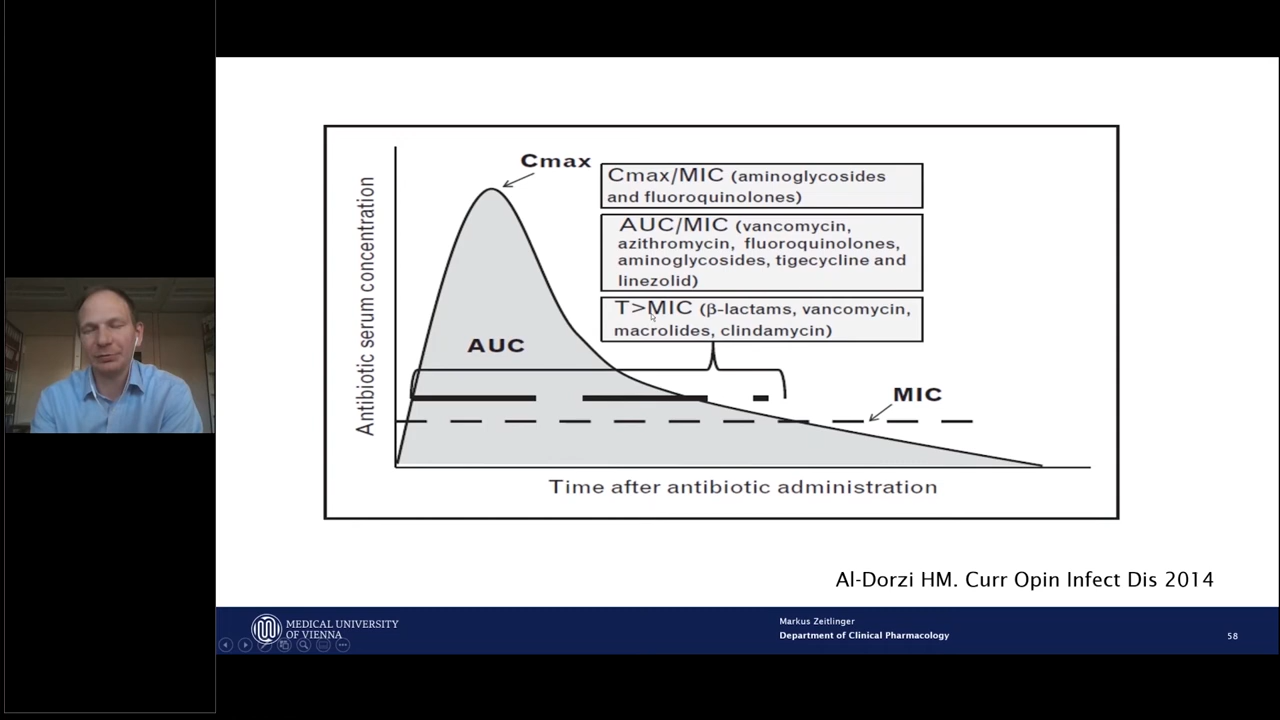 Cmax
Cmax/MIC (aminoglycosides
and fluoroquinolones)
AUC/MIC (vancomycin,
azithromycin, fluoroquinolones,
aminoglycosides, tigecycline and
linezolid)
T>MIC (β-lactams, vancomycin,
macrolides, clindamycin)
AUC
MIC
Antibiotic serum concentration
Time after antibiotic administration
Al-Dorzi HM. Curr Opin Infect Dis 2014
MEDICAL UNIVERSITY
OF VIENNA
Markus Zeitlinger
Department of Clinical Pharmacology
58